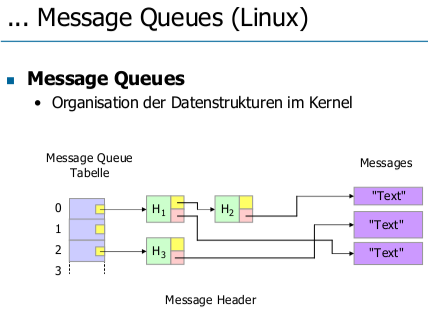 ... Message Queues (Linux)
Message Queues
• Organisation der Datenstrukturen im Kernel
Message Queue
Tabelle
Messages
0
1
2
3
H1
H2
H3
"Text"
"Text"
"Text"
Message Header